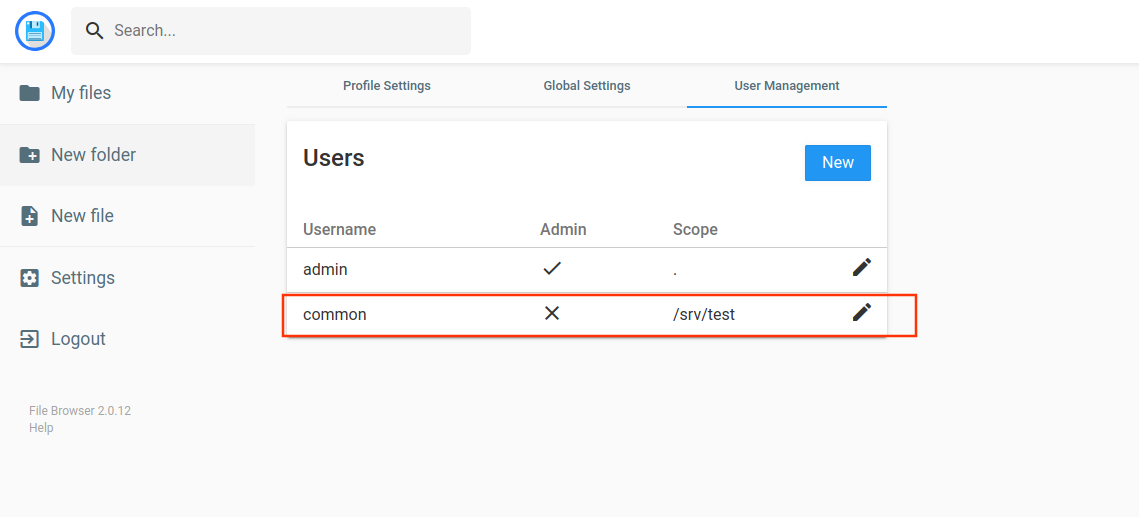 Search...
My files
New folder
New file
Settings
Logout
File Browser 2.0.12
Help
Profile Settings Global Settings User Management
Users New
Username Admin Scope
admin .
common /srv/test